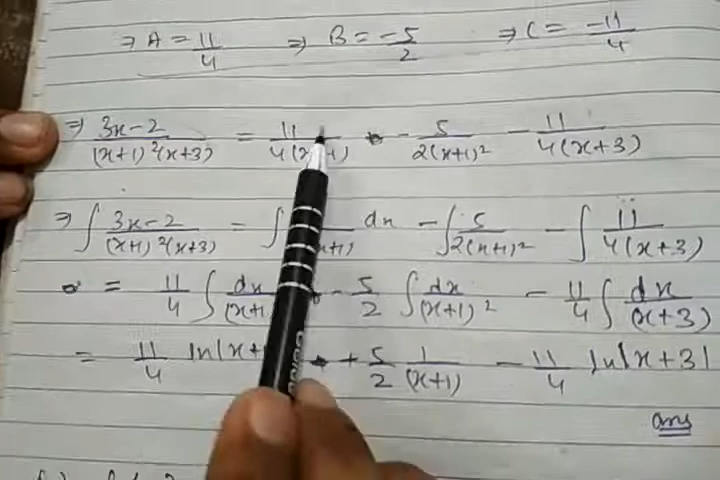 ⇒ A = 11/4 ⇒ B = -5/2 ⇒ C = -11/4
⇒ 3x-2/(x+1)²(x+3) = 11/4(x+1) - 5/2(x+1)² - 11/4(x+3)
⇒ ∫ 3x-2/(x+1)²(x+3) = ∫ dx - ∫ 5/2(x+1)² - ∫ 11/4(x+3)
= 11/4 ∫ dx/(x+1 - 5/2 ∫ dx/(x+1)² - 11/4 ∫ dx/(x+3)
= 11/4 ln|x+ + 5/2 1/(x+1) - 11/4 ln|x+3|
ans